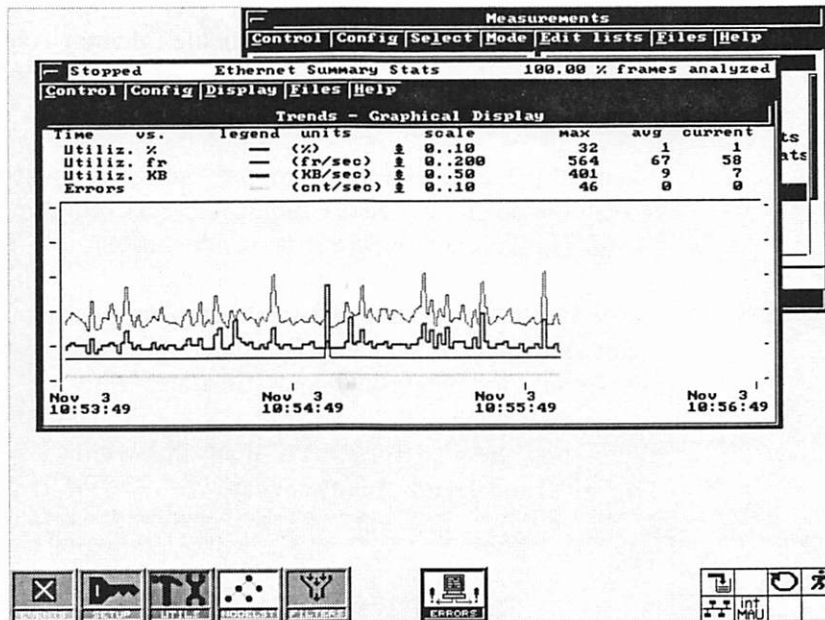 Measurements
Control Config Select Mode Edit lists Files Help
Stopped Ethernet Summary Stats 100.00 % frames analyzed
Control Config Display Files Help
Trends - Graphical Display
Time vs. legend units scale max avg current
Utiliz. % (%) 0..10 32 1 1
Utiliz. fr (fr/sec) 0..200 564 67 58
Utiliz. KB (KB/sec) 0..50 401 9 7
Errors (cnt/sec) 0..10 46 0 0
ts
ats
Nov 3 Nov 3 Nov 3 Nov 3
10:53:49 10:54:49 10:55:49 10:56:49
SETUP UTILS NODELST FILTERS ERRORS
int
MAU